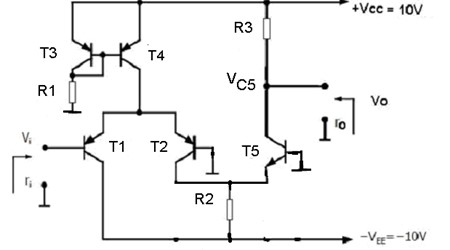 +Vcc = 10V
R3
T3
T4
R1
VC5
Vo
ro
Vi
T1
T2
T5
ri
R2
-VEE=-10V